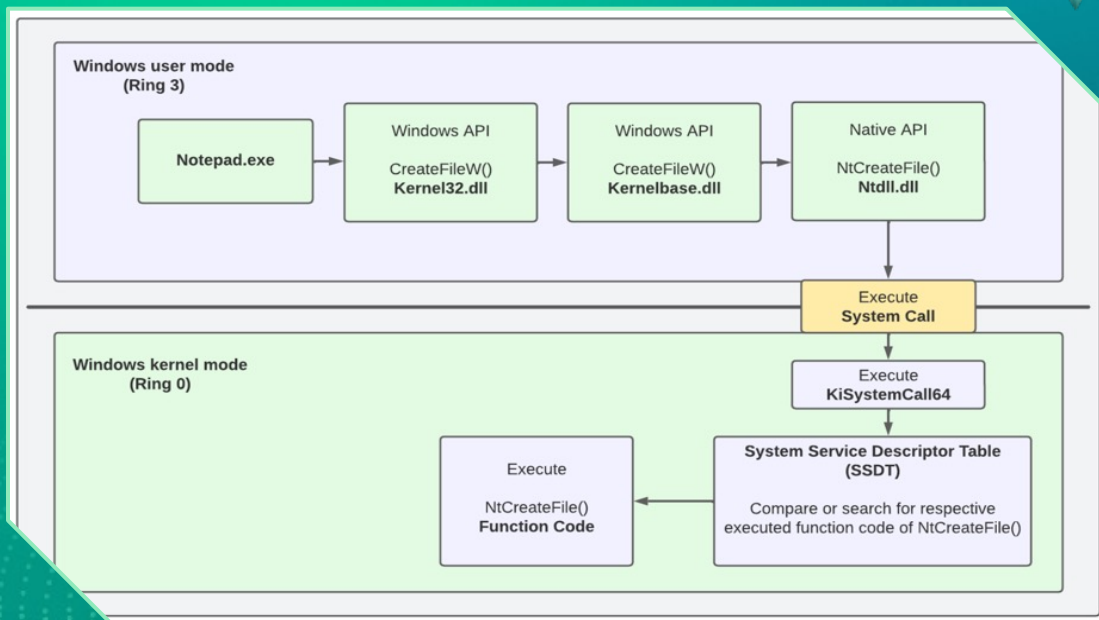 Windows user mode
(Ring 3)
Notepad.exe
Windows API
CreateFileW()
Kernel32.dll
Windows API
CreateFileW()
Kernelbase.dll
Native API
NtCreateFile()
Ntdll.dll
Execute
System Call
Windows kernel mode
(Ring 0)
Execute
KiSystemCall64
System Service Descriptor Table
(SSDT)
Compare or search for respective
executed function code of NtCreateFile()
Execute
NtCreateFile()
Function Code